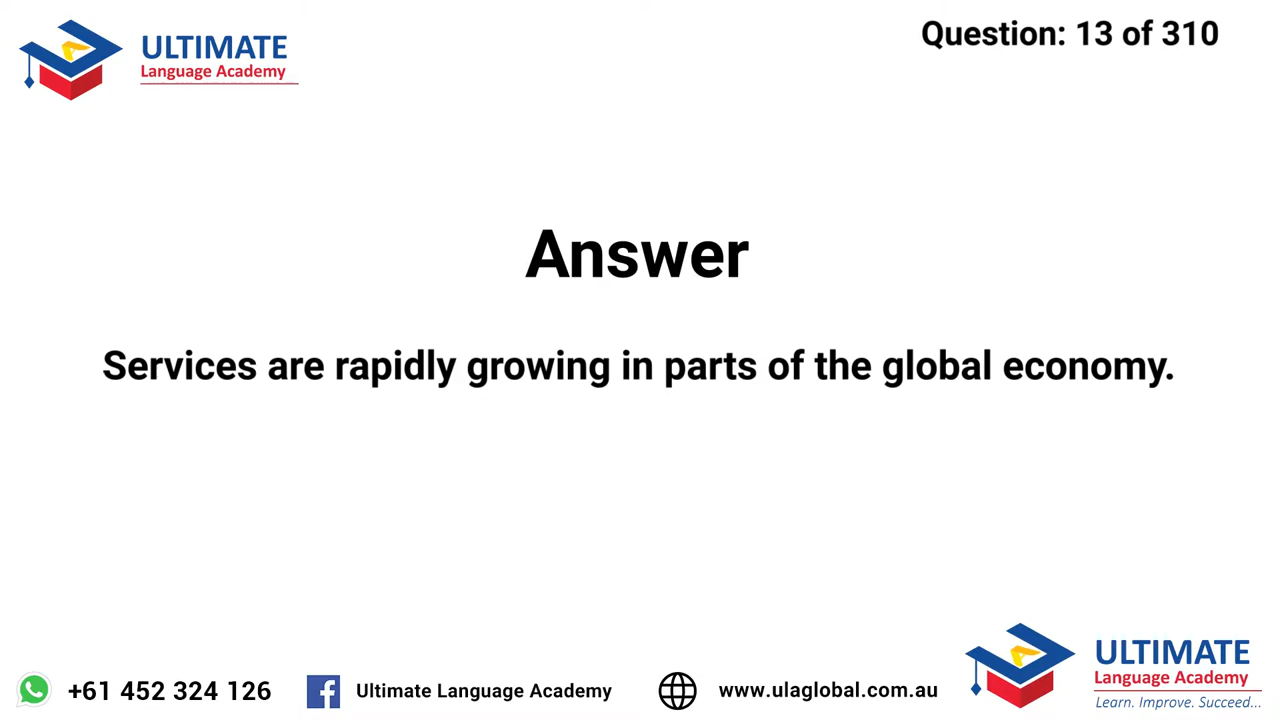 ULTIMATE
Language Academy
Question: 13 of 310
Answer
Services are rapidly growing in parts of the global economy.
+61 452 324 126
Ultimate Language Academy
www.ulaglobal.com.au
ULTIMATE
Language Academy
Learn. Improve. Succeed...